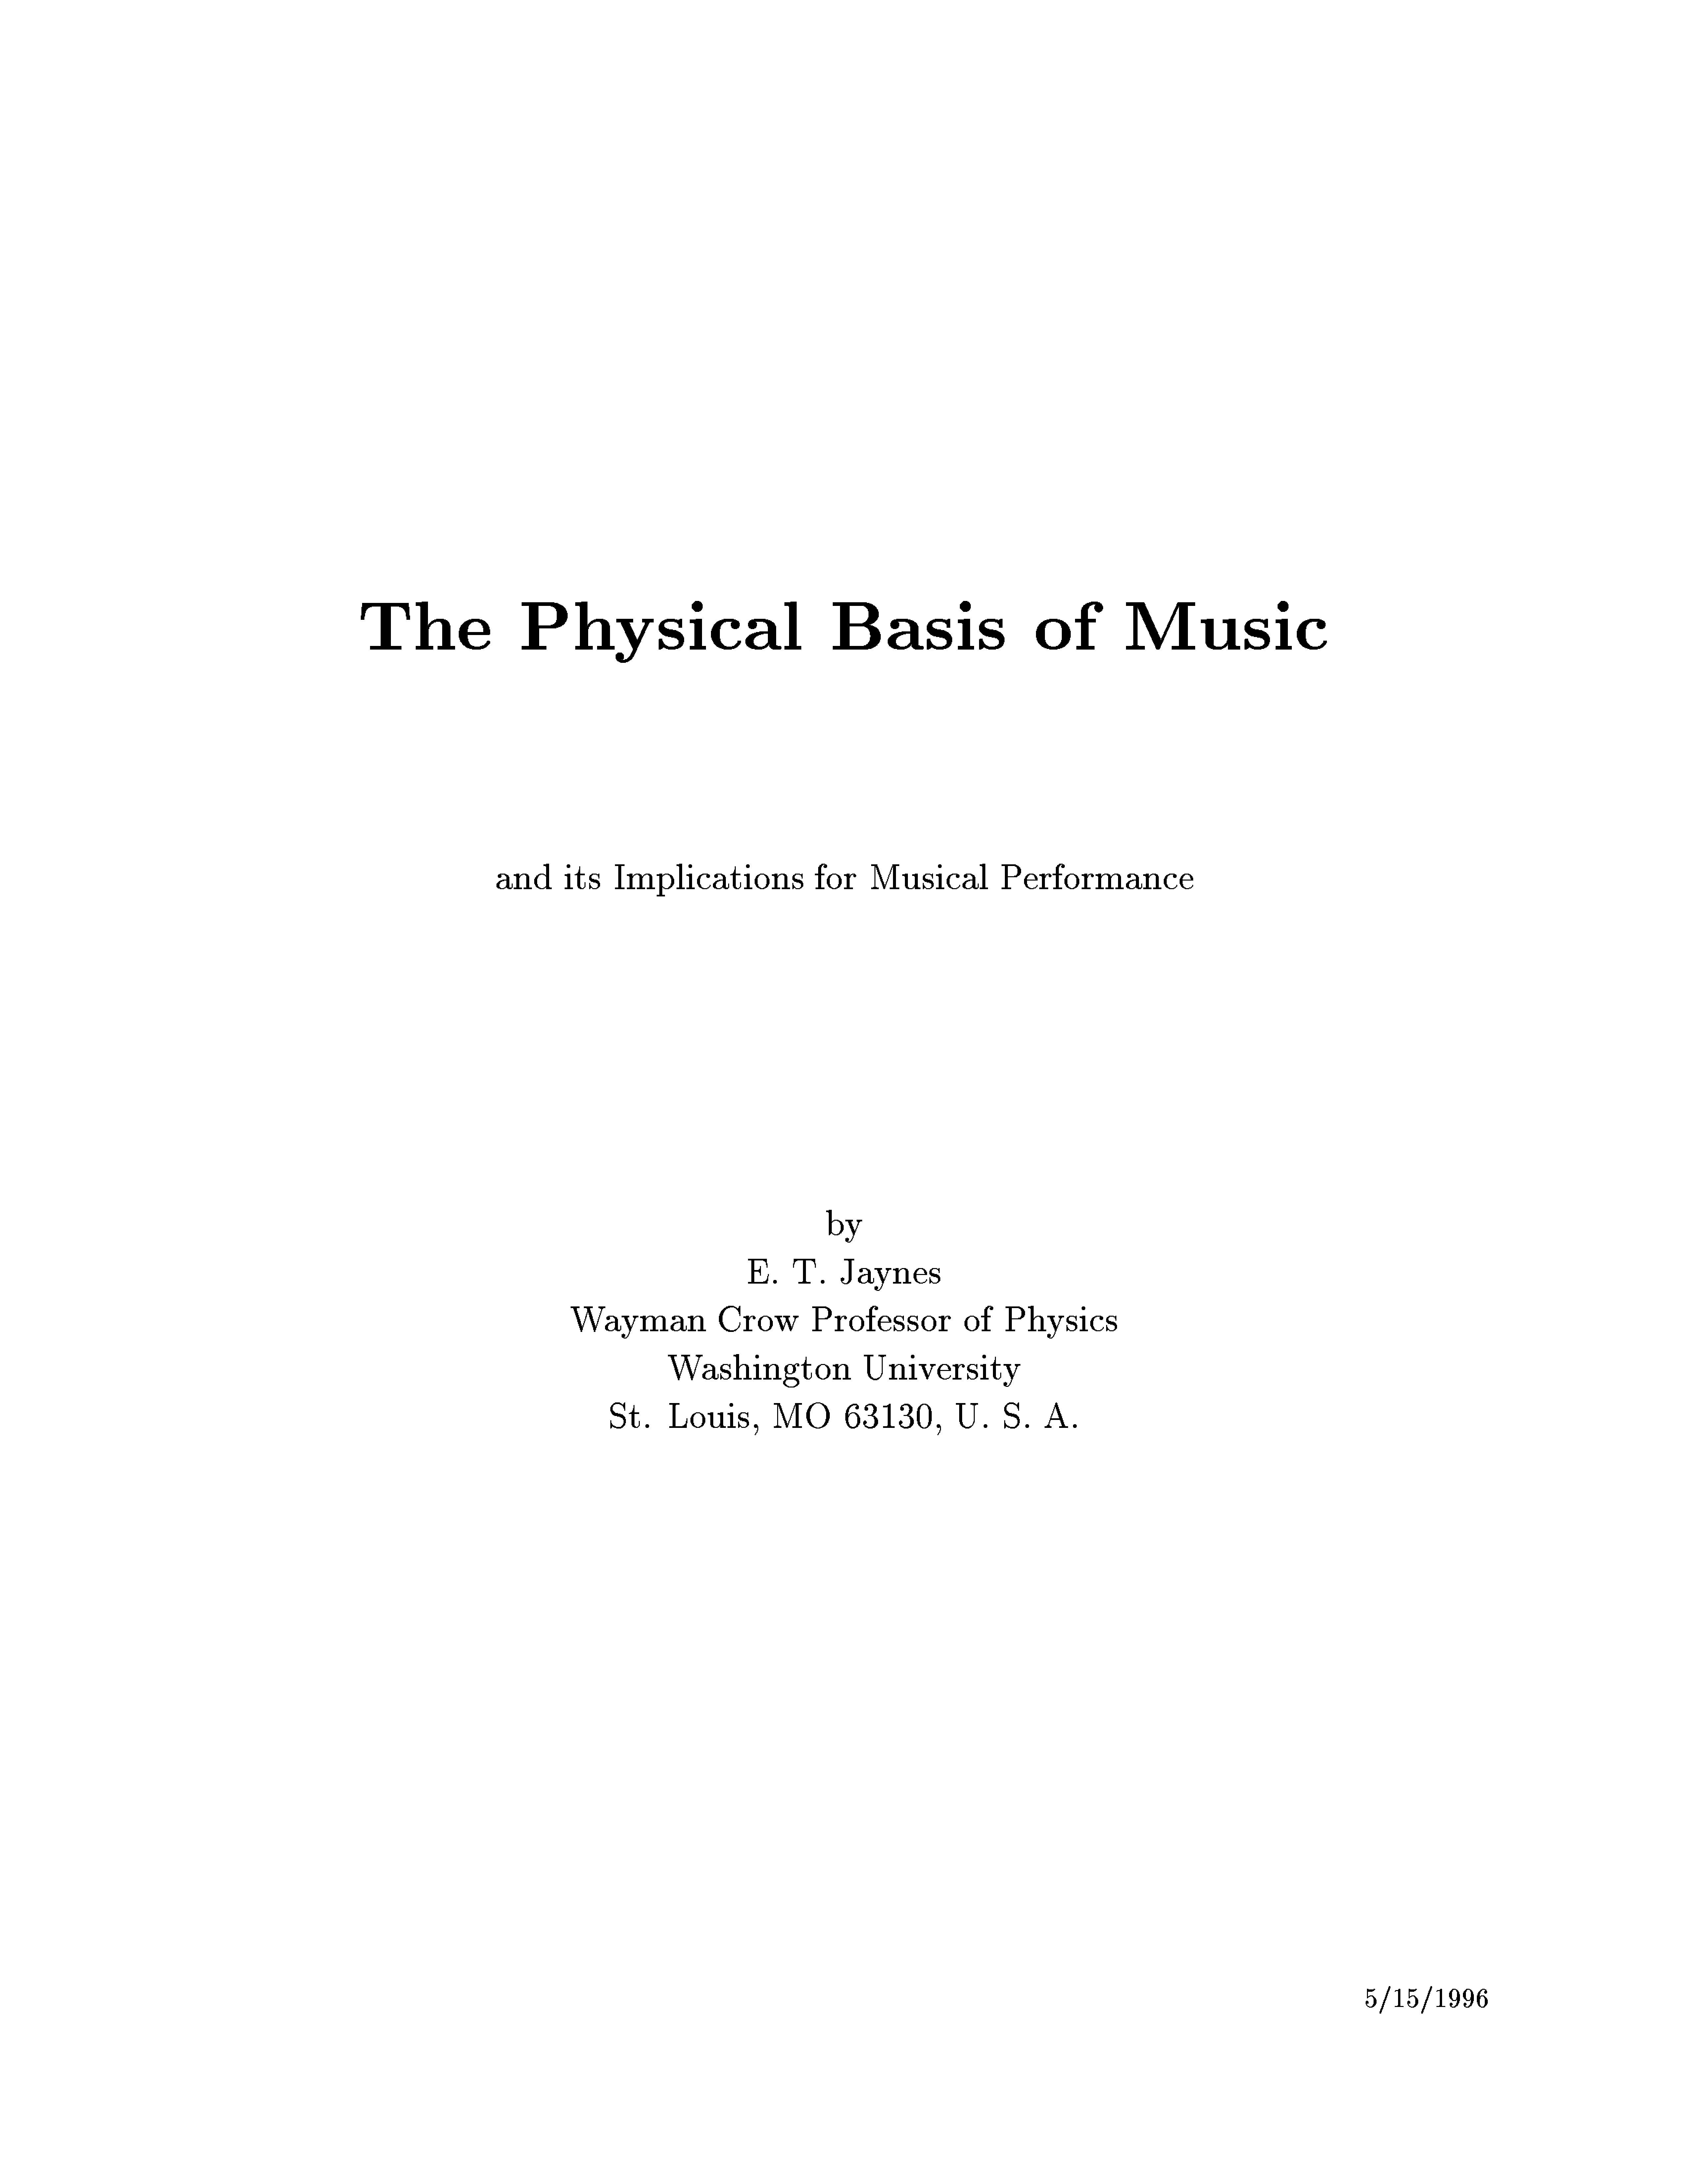 The Physical Basis of Music
and its Implications for Musical Performance
by
E. T. Jaynes
Wayman Crow Professor of Physics
Washington University
St. Louis, MO 63130, U. S. A.
5/15/1996